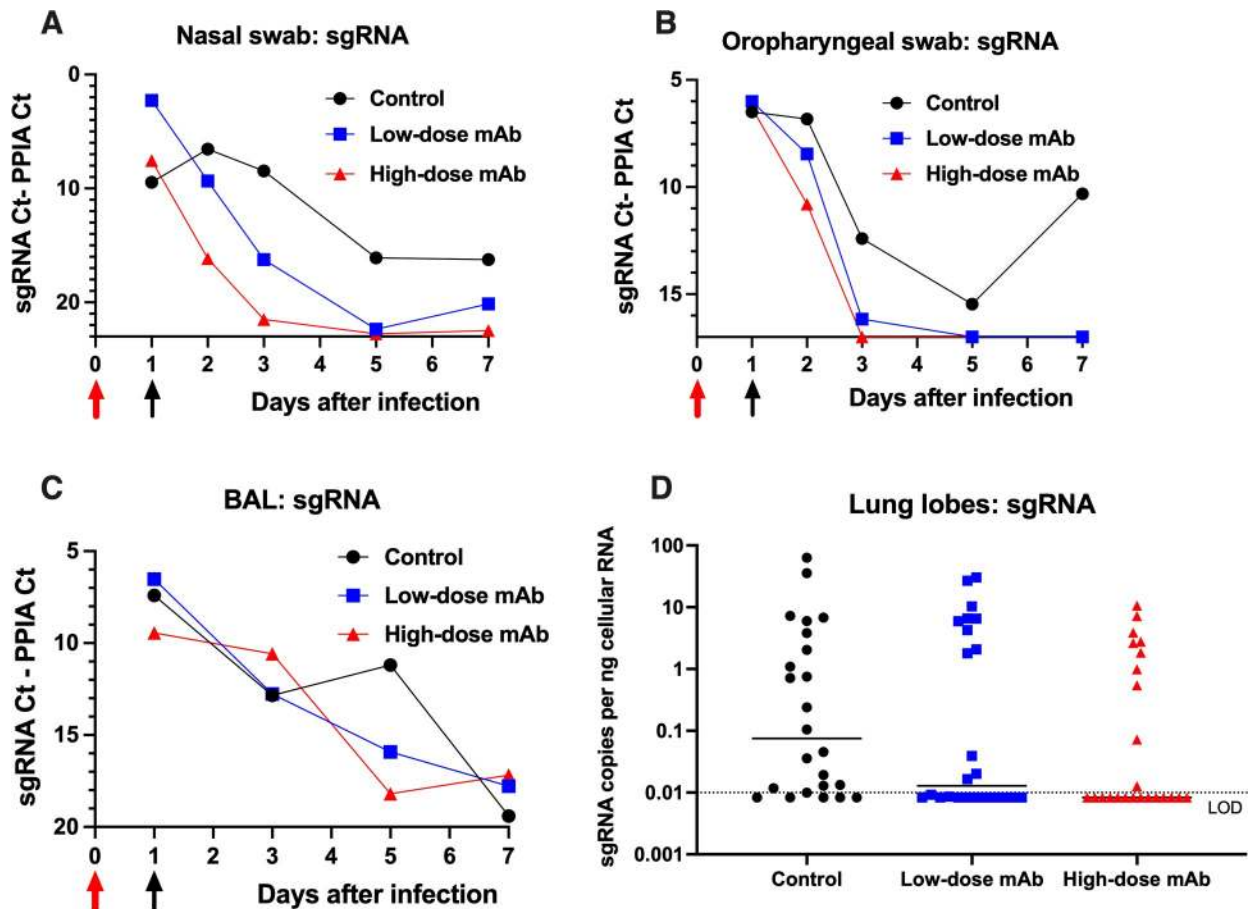 A
Nasal swab: sgRNA
sgRNA Ct- PPIA Ct
0
10
20
Control
Low-dose mAb
High-dose mAb
0 1 2 3 4 5 6 7
Days after infection
B
Oropharyngeal swab: sgRNA
sgRNA Ct- PPIA Ct
5
10
15
Control
Low-dose mAb
High-dose mAb
0 1 2 3 4 5 6 7
Days after infection
C
BAL: sgRNA
sgRNA Ct - PPIA Ct
5
10
15
20
Control
Low-dose mAb
High-dose mAb
0 1 2 3 4 5 6 7
Days after infection
D
Lung lobes: sgRNA
sgRNA copies per ng cellular RNA
100
10
1
0.1
0.01
0.001
LOD
Control Low-dose mAb High-dose mAb